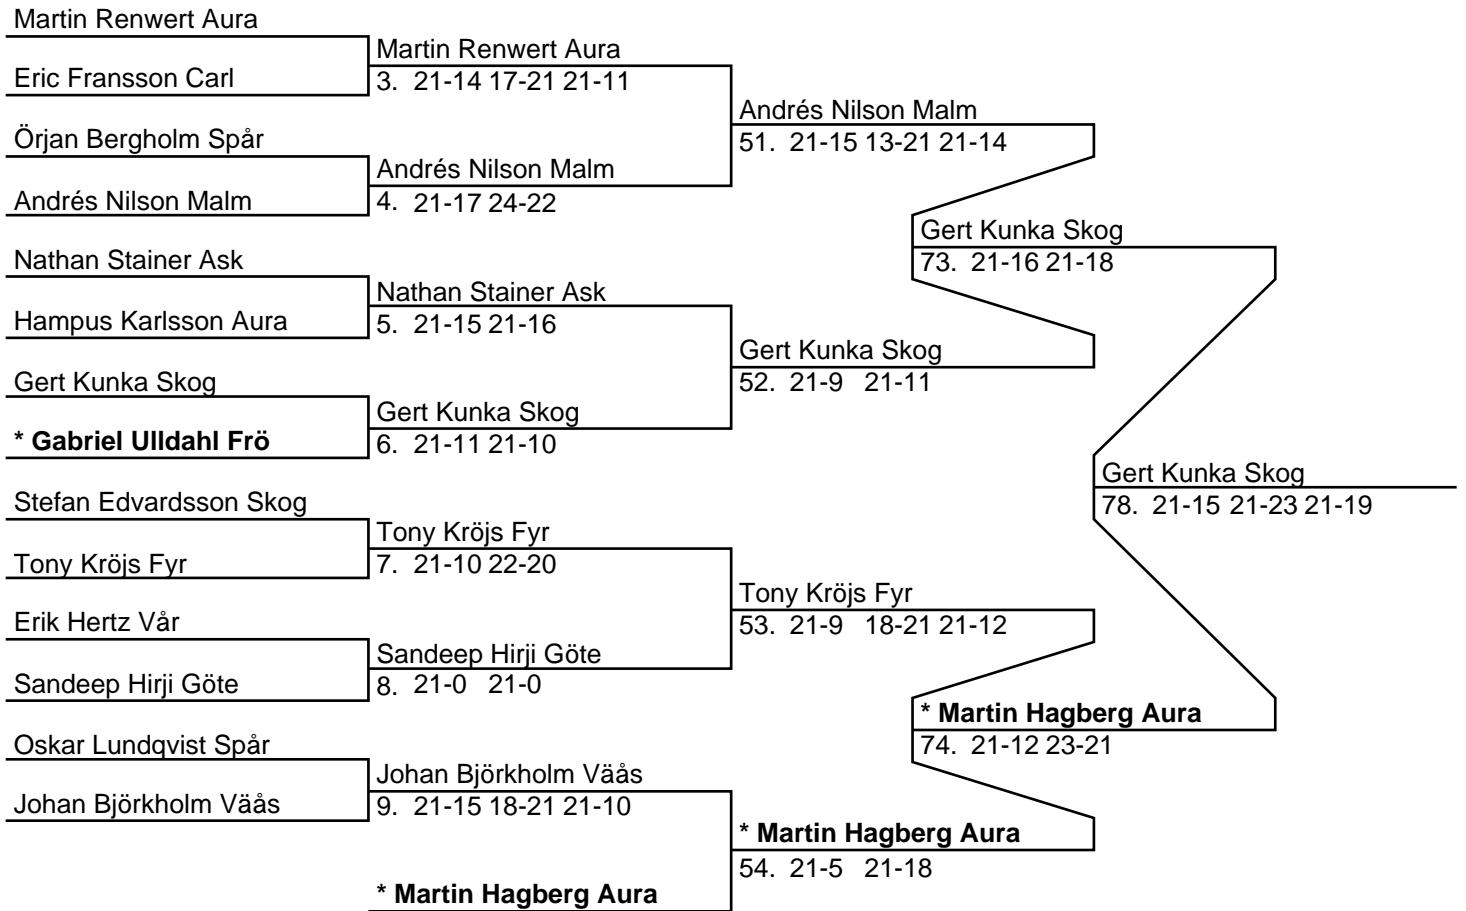 Martin Renwert Aura
Eric Fransson Carl
Örjan Bergholm Spår
Andrés Nilson Malm
Nathan Stainer Ask
Hampus Karlsson Aura
Gert Kunka Skog
* Gabriel Ulldahl Frö
Stefan Edvardsson Skog
Tony Kröjs Fyr
Erik Hertz Vår
Sandeep Hirji Göte
Oskar Lundqvist Spår
Johan Björkholm Väås
Martin Renwert Aura
3. 21-14 17-21 21-11
Andrés Nilson Malm
4. 21-17 24-22
Nathan Stainer Ask
5. 21-15 21-16
Gert Kunka Skog
6. 21-11 21-10
Tony Kröjs Fyr
7. 21-10 22-20
Sandeep Hirji Göte
8. 21-0 21-0
Johan Björkholm Väås
9. 21-15 18-21 21-10
* Martin Hagberg Aura
Andrés Nilson Malm
51. 21-15 13-21 21-14
Gert Kunka Skog
52. 21-9 21-11
Tony Kröjs Fyr
53. 21-9 18-21 21-12
* Martin Hagberg Aura
54. 21-5 21-18
Gert Kunka Skog
73. 21-16 21-18
* Martin Hagberg Aura
74. 21-12 23-21
Gert Kunka Skog
78. 21-15 21-23 21-19